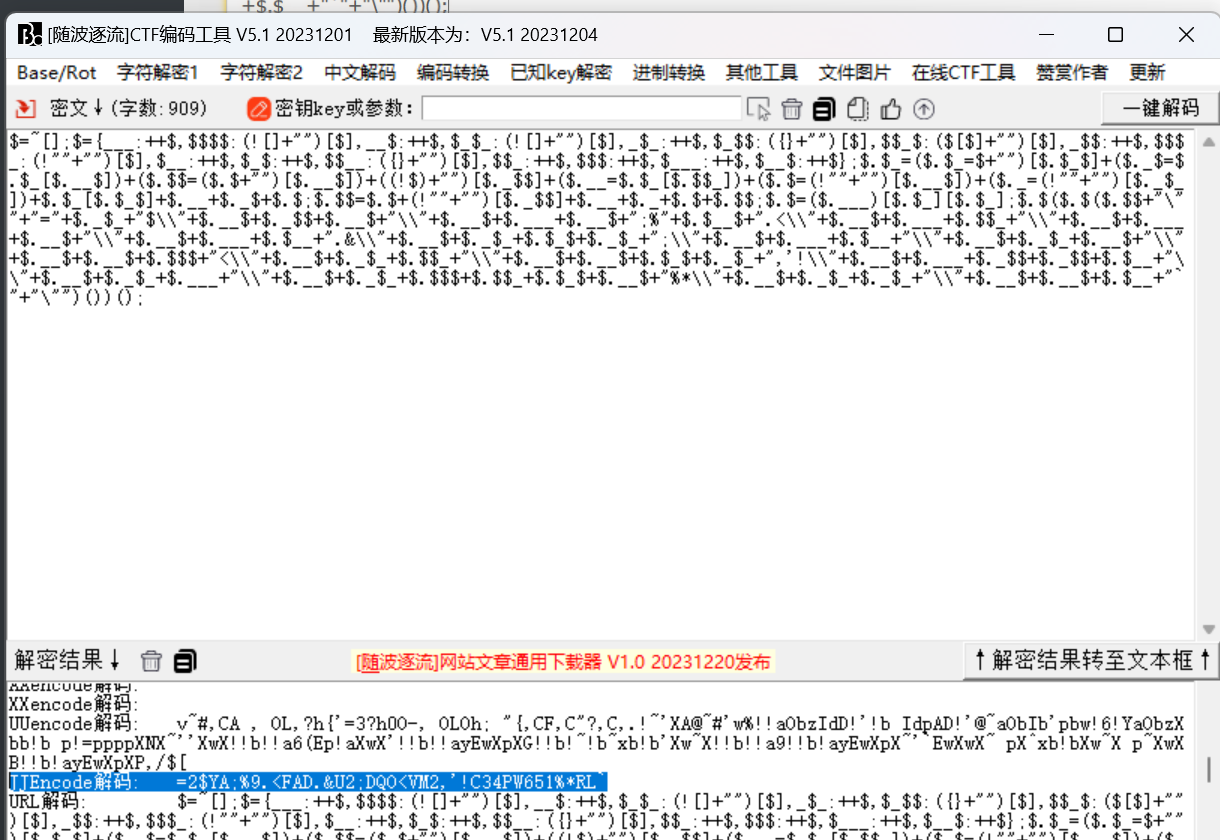 +$.$__+"`"+"\"")())();
[随波逐流]CTF编码工具 V5.1 20231201 最新版本为：V5.1 20231204
Base/Rot 字符解密1 字符解密2 中文解码 编码转换 已知key解密 进制转换 其他工具 文件图片 在线CTF工具 赞赏作者 更新
密文↓(字数: 909) 密钥key或参数: 一键解码
$=~[];$={___:++$,$$$$:(![]+"")[$],__$:++$,$_$_:(![]+"")[$],_$_:++$,$_$$:({}+"")[$],$$_$:($[$]+"")[$],_$$:++$,$$$
_:(!""+"")[$],$__:++$,$_$:++$,$$__:({}+"")[$],$$_:++$,$$$:++$,$___:++$,$__$:++$};$.$_=($.$_=$+"")[$.$_$]+($._$=$
.$_[$.__$])+($.$$=($.$+"")[$.__$])+((!$)+"")[$._$$]+($.__=$.$_[$.$$_])+($.$=(!""+"")[$.__$])+($._=(!""+"")[$._$_
])+$.$_[$.$_$]+$.__+$._$+$.$;$.$$=$.$+(!""+"")[$._$$]+$.__+$._+$.$+$.$$;$.$=($.___)[$.$_][$.$_];$.$($.$($.$$+"\"
"+"="+$._$_+"$\\"+$.__$+$._$$+$.__$+"\\"+$.__$+$.___+$.__$+";%"+$.$__$+".<\\"+$.__$+$.___+$.$$_+"\\"+$.__$+$.___
+$.__$+"\\"+$.__$+$.___+$.$__+".&\\"+$.__$+$._$_+$.$_$+$._$_+";\\"+$.__$+$.___+$.$__+"\\"+$.__$+$._$_+$.__$+"\\"
+$.__$+$.__$+$.$$$+"<\\"+$.__$+$._$_+$.$$_+"\\"+$.__$+$.__$+$.$_$+$._$_+",'!\\"+$.__$+$.___+$._$$+$._$$+$.$__+"\
\"+$.__$+$._$_+$.___+"\\"+$.__$+$._$_+$.$$$+$.$$_+$.$_$+$.__$+"%*\\"+$.__$+$._$_+$._$_+"\\"+$.__$+$.__$+$.$__+"`
"+"\"")())();
解密结果↓ [随波逐流]网站文章通用下载器 V1.0 20231220发布 ↑解密结果转至文本框↑
XXencode解码:
XXencode解码:
UUencode解码: v~#,CA , OL,?h{'=3?hOO-, OLOh; "{,CF,C"?,C,.!~'XA@~#'w%!!aObzIdD!'!b IdpAD!'@~aObIb'pbw!6!YaObzX
bb!b p!=ppppXNX~''XwX!!b!!a6(Ep!aXwX'!!b!!ayEwXpXG!!b!~!b~xb!b'Xw~X!!b!!a9!!b!ayEwXpX~'`EwXwX~ pX^xb!bXw~X p~XwX
B!!b!ayEwXpXP,/$[
JJEncode解码: =2$YA;%9.<FAD.&U2;DQO<VM2,'!C34PW651%*RL`
URL解码: $=~[];$={___:++$,$$$$:(![]+"")[$],__$:++$,$_$_:(![]+"")[$],_$_:++$,$_$$:({}+"")[$],$$_$:($[$]+""
)[$],_$$:++$,$$$_:(!""+"")[$],$__:++$,$_$:++$,$$__:({}+"")[$],$$_:++$,$$$:++$,$___:++$,$__$:++$};$.$_=($.$_=$+""